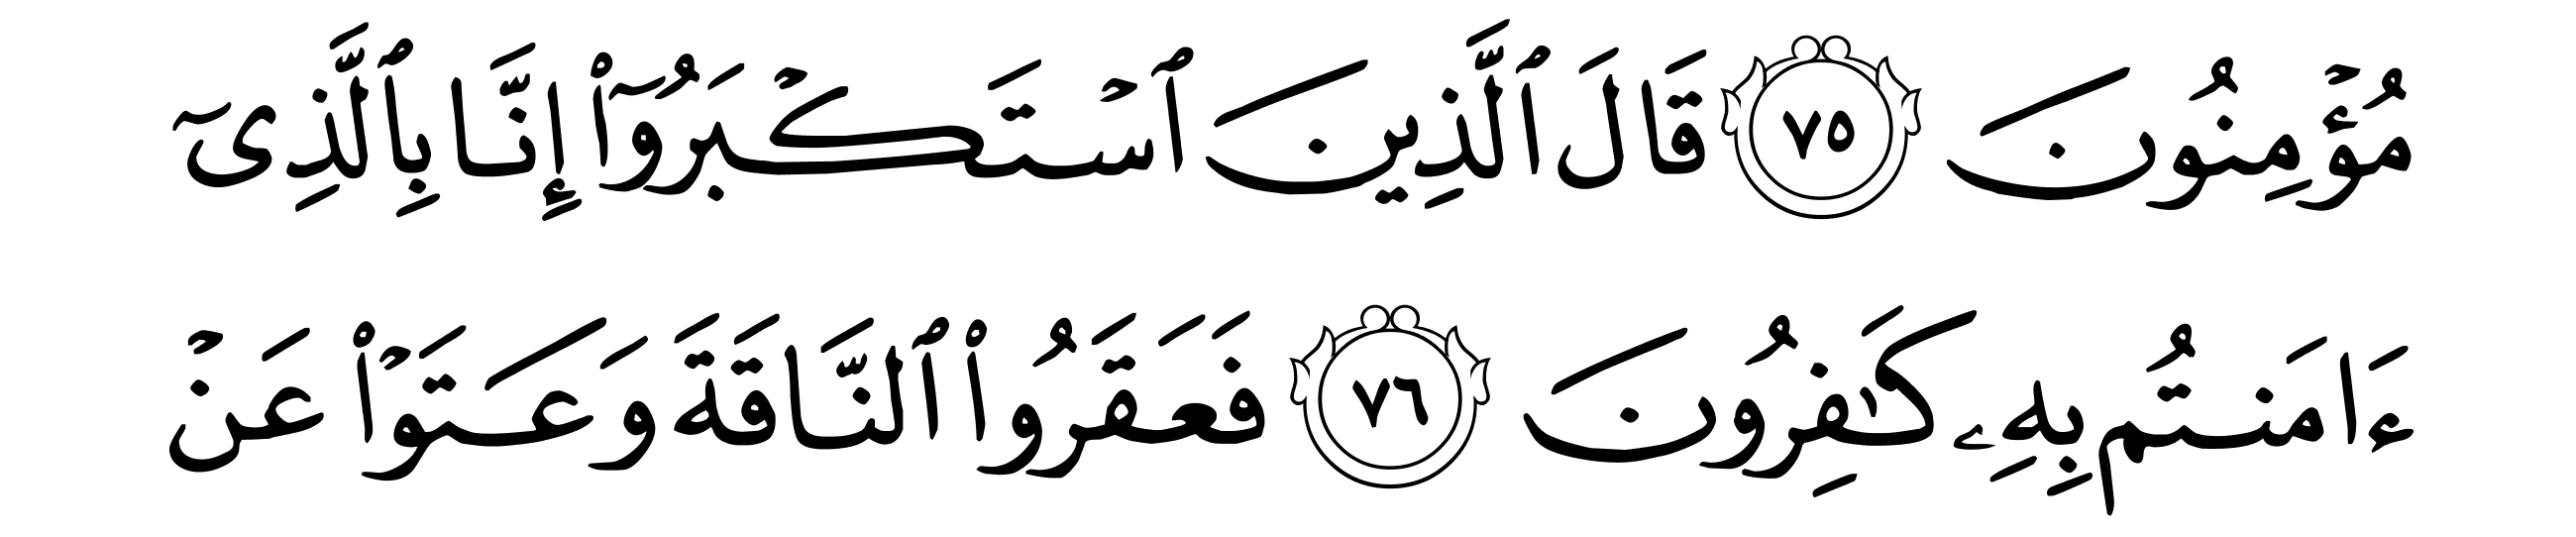 مُؤۡمِنُونَ ٧٥ قَالَ ٱلَّذِينَ ٱسۡتَكۡبَرُوٓاْ إِنَّا بِٱلَّذِيٓ
ءَامَنتُم بِهِۦ كَٰفِرُونَ ٧٦ فَعَقَرُواْ ٱلنَّاقَةَ وَعَتَوۡاْ عَنۡ